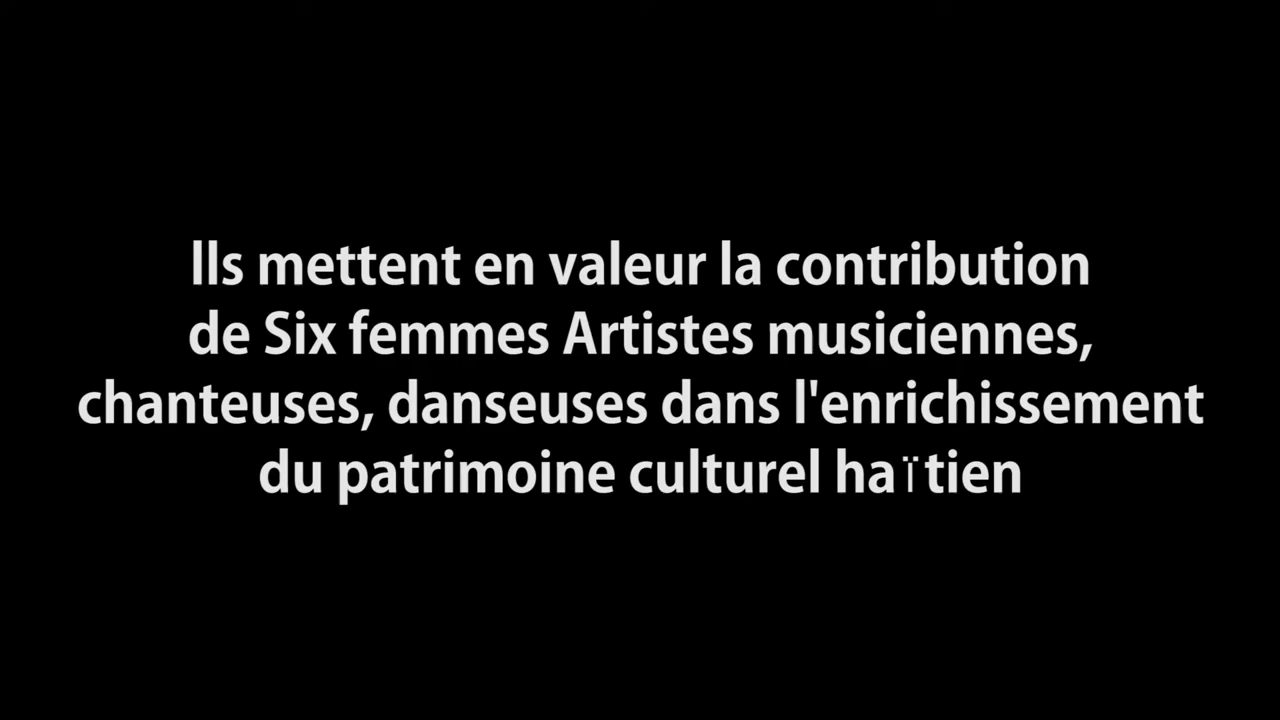 Ils mettent en valeur la contribution
de Six femmes Artistes musiciennes,
chanteuses, danseuses dans l'enrichissement
du patrimoine culturel haïtien